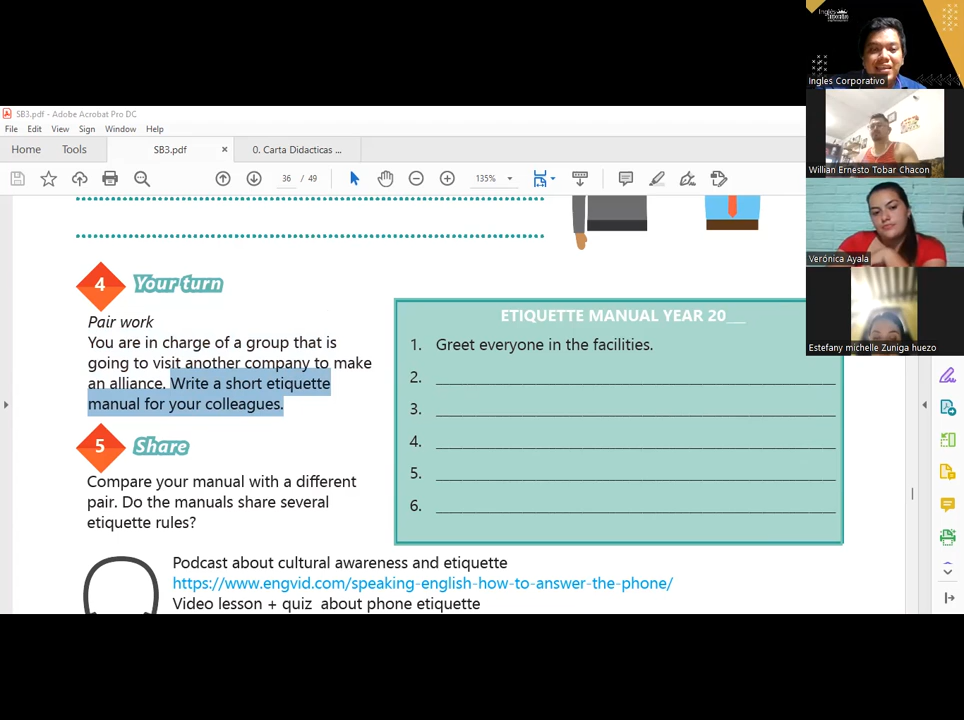 SB3.pdf - Adobe Acrobat Pro DC
File Edit View Sign Window Help
Home Tools SB3.pdf × 0. Carta Didacticas ...
36 / 49 135%
4 Your turn
Pair work
You are in charge of a group that is
going to visit another company to make
an alliance. Write a short etiquette
manual for your colleagues.
5 Share
Compare your manual with a different
pair. Do the manuals share several
etiquette rules?
ETIQUETTE MANUAL YEAR 20__
1. Greet everyone in the facilities.
2.
3.
4.
5.
6.
Podcast about cultural awareness and etiquette
https://www.engvid.com/speaking-english-how-to-answer-the-phone/
Video lesson + quiz about phone etiquette
Inglés
Corporativo
Ingles Corporativo
Willian Ernesto Tobar Chacon
Verónica Ayala
Estefany michelle Zuniga huezo